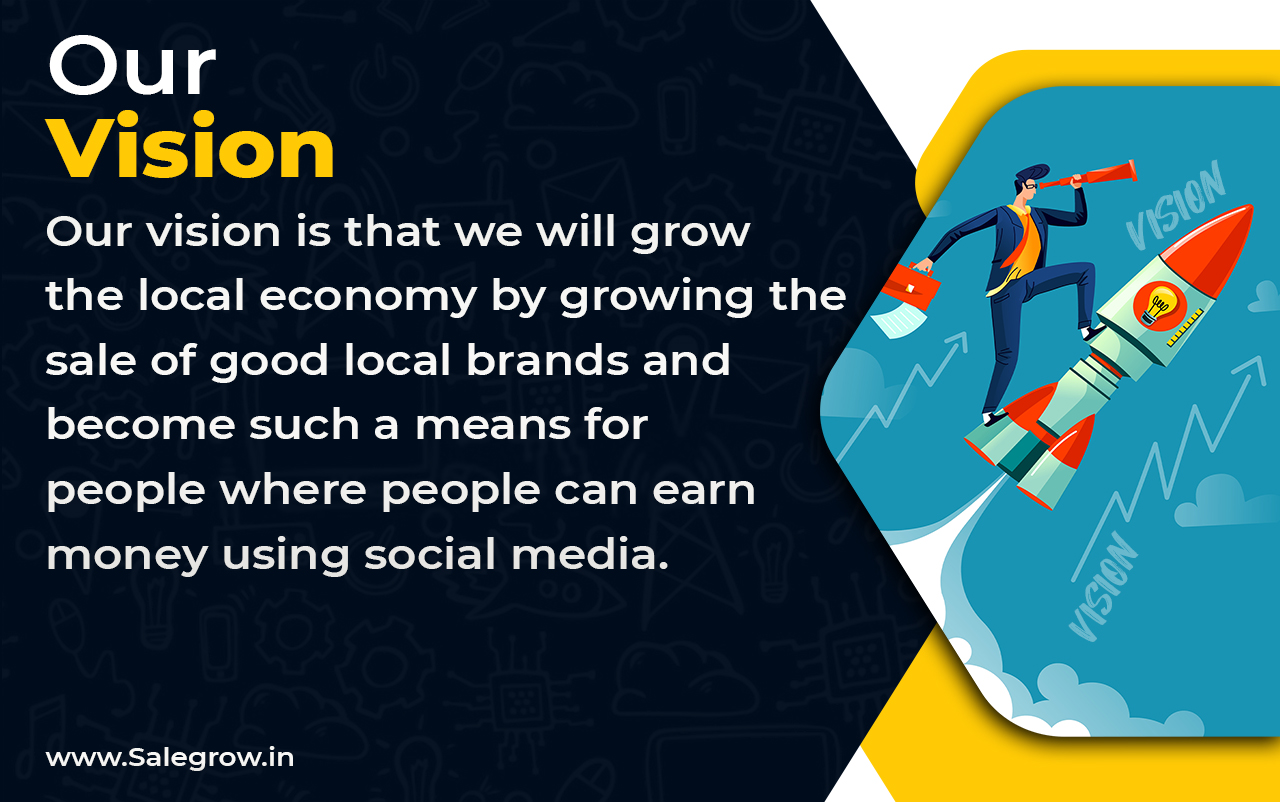 Our
Vision
Our vision is that we will grow
the local economy by growing the
sale of good local brands and
become such a means for
people where people can earn
money using social media.
www.Salegrow.in
VISION
VISION